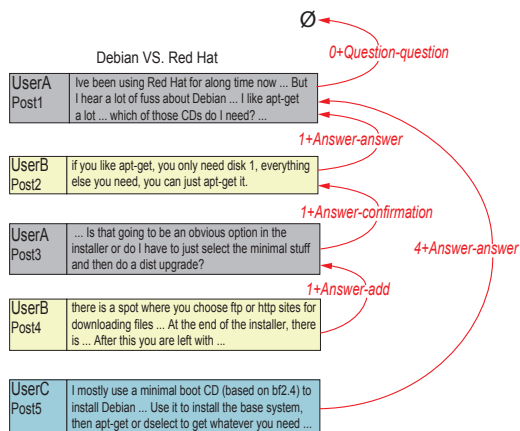 Ø
0+Question-question
Debian VS. Red Hat
UserA
Post1
Ive been using Red Hat for along time now ... But
I hear a lot of fuss about Debian ... I like apt-get
a lot ... which of those CDs do I need? ...
1+Answer-answer
UserB
Post2
if you like apt-get, you only need disk 1, everything
else you need, you can just apt-get it.
1+Answer-confirmation
UserA
Post3
... Is that going to be an obvious option in the
installer or do I have to just select the minimal stuff
and then do a dist upgrade?
4+Answer-answer
1+Answer-add
UserB
Post4
there is a spot where you choose ftp or http sites for
downloading files ... At the end of the installer, there
is ... After this you are left with ...
UserC
Post5
I mostly use a minimal boot CD (based on bf2.4) to
install Debian ... Use it to install the base system,
then apt-get or dselect to get whatever you need ...